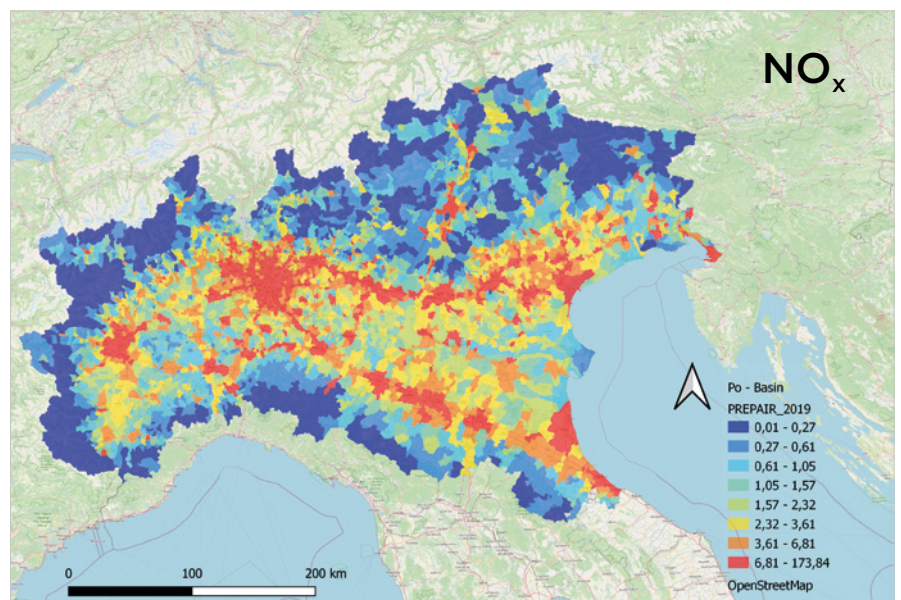 NOx
Po - Basin
PREPAIR_2019
0,01 - 0,27
0,27 - 0,61
0,61 - 1,05
1,05 - 1,57
1,57 - 2,32
2,32 - 3,61
3,61 - 6,81
6,81 - 173,84
OpenStreetMap
0 100 200 km